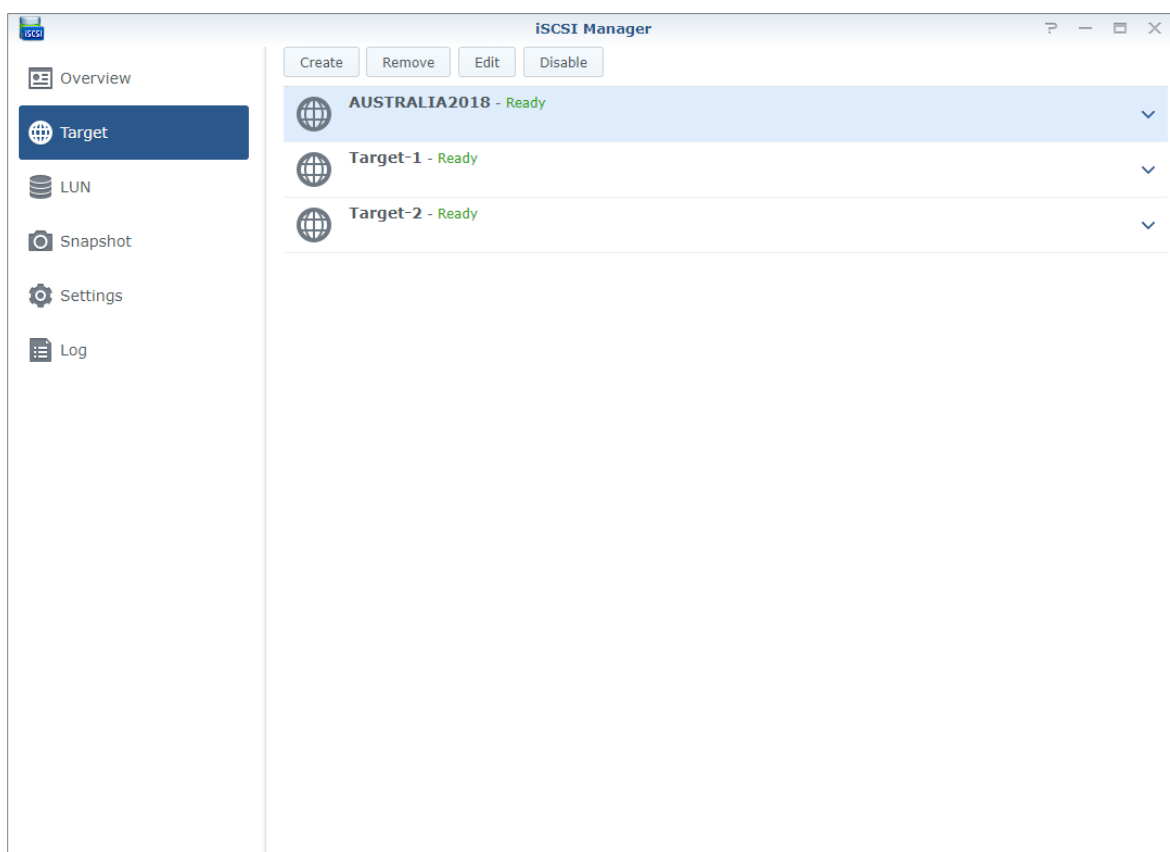 iSCSI
iSCSI Manager
Overview
Target
LUN
Snapshot
Settings
Log
Create Remove Edit Disable
AUSTRALIA2018 - Ready
Target-1 - Ready
Target-2 - Ready